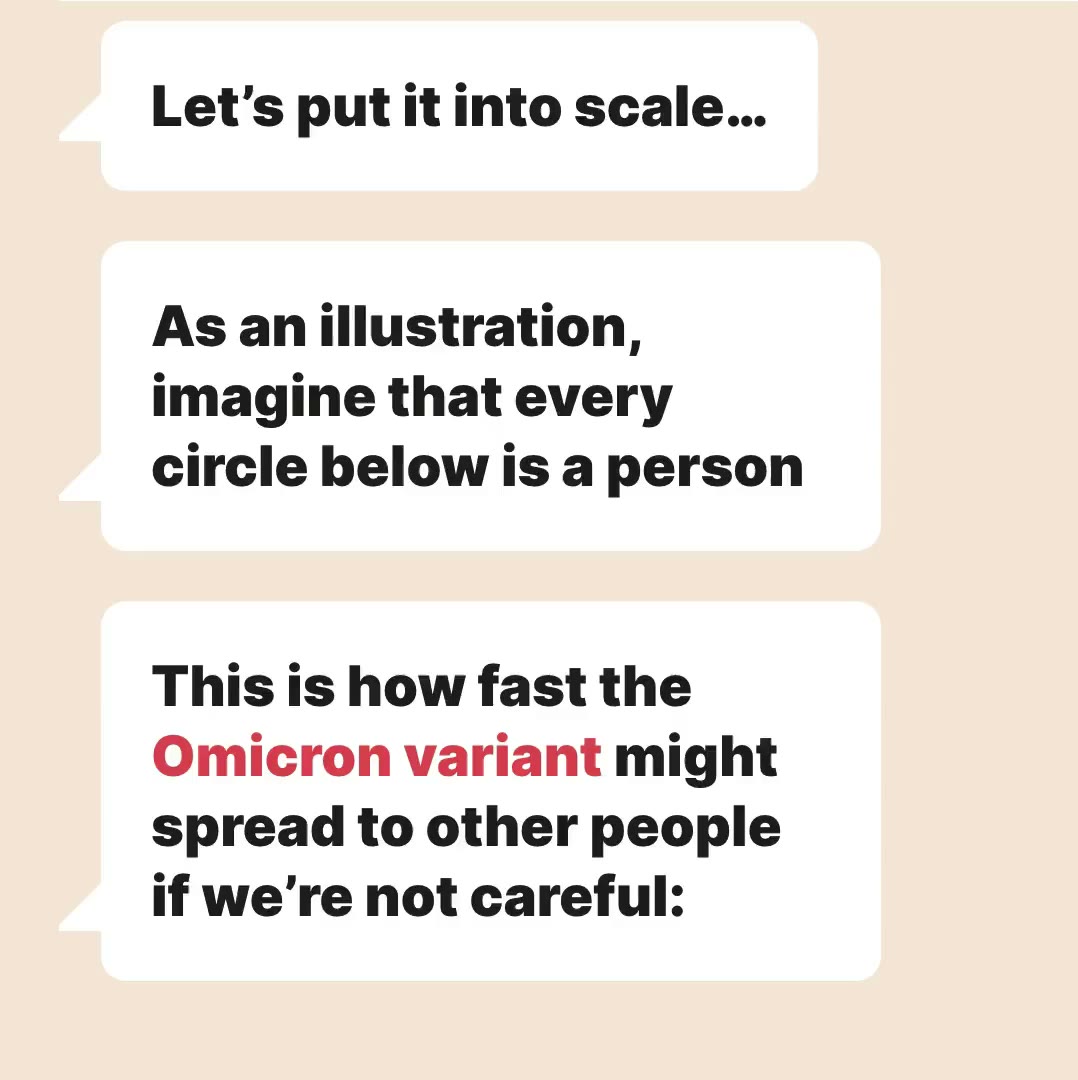 Let’s put it into scale...
As an illustration,
imagine that every
circle below is a person
This is how fast the
Omicron variant might
spread to other people
if we’re not careful: